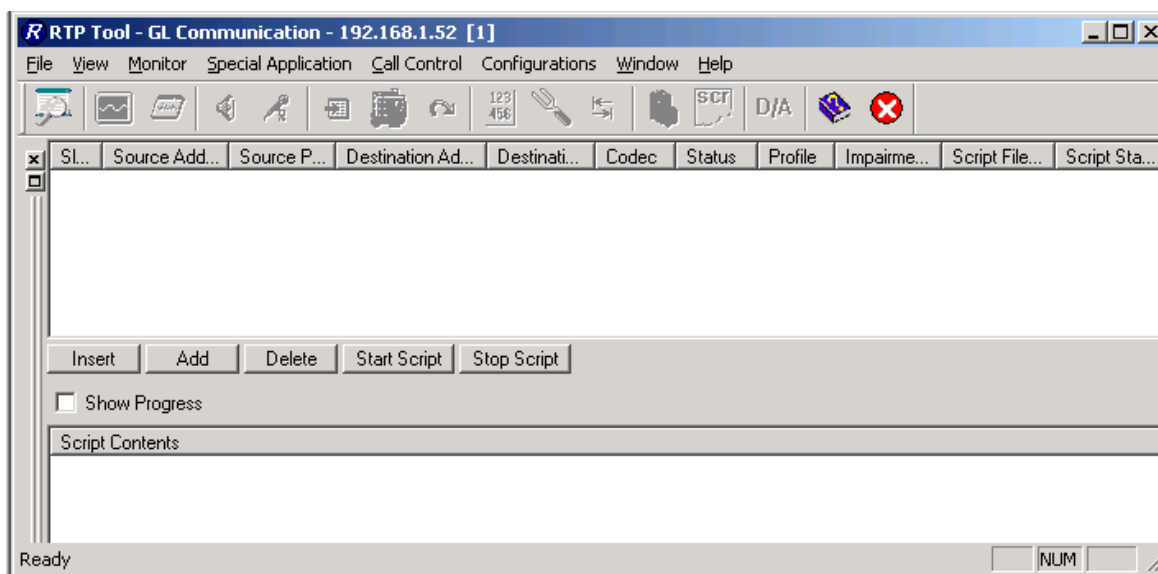 RTP Tool - GL Communication - 192.168.1.52 [1]
File View Monitor Special Application Call Control Configurations Window Help
123 456 SCR D/A
Sl... Source Add... Source P... Destination Ad... Destinati... Codec Status Profile Impairme... Script File... Script Sta...
Insert Add Delete Start Script Stop Script
Show Progress
Script Contents
Ready NUM